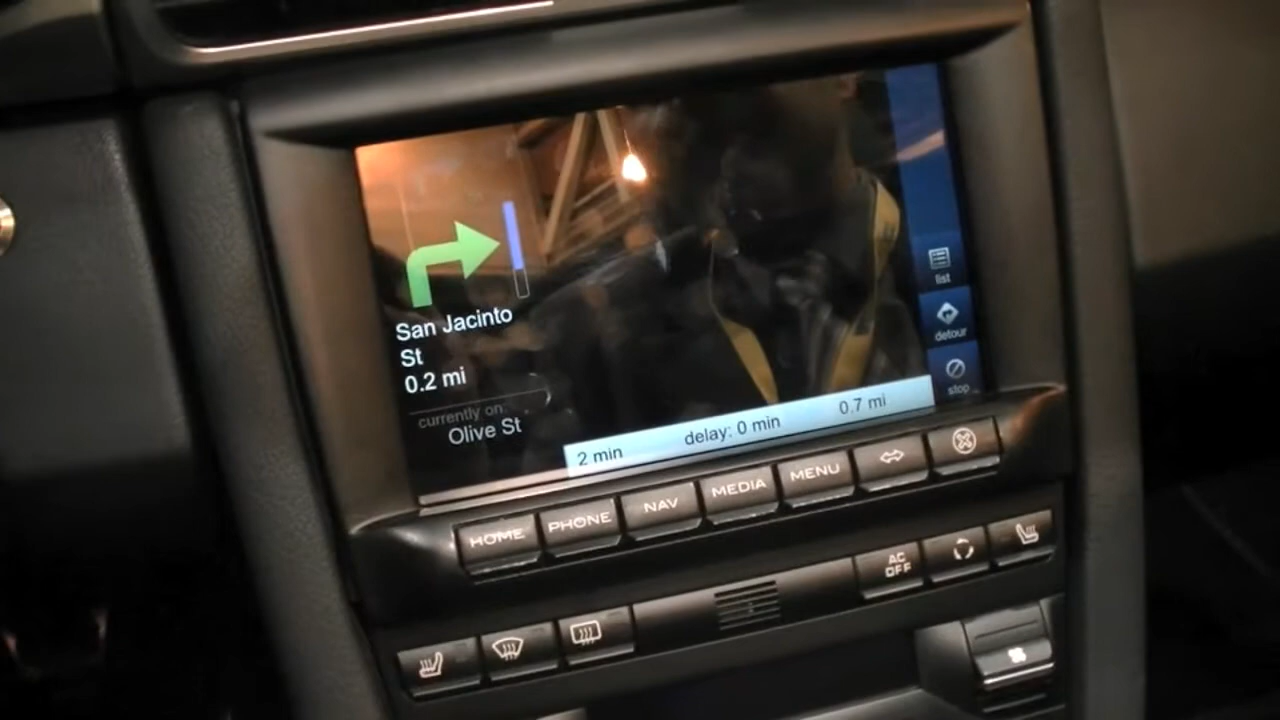 San Jacinto
St
0.2 mi
currently on
Olive St
list
detour
stop
2 min delay: 0 min 0.7 mi
HOME PHONE NAV MEDIA MENU
AC
OFF